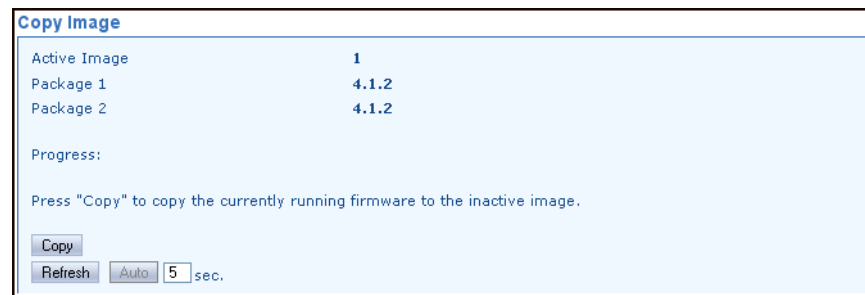 Copy Image
Active Image 1
Package 1 4.1.2
Package 2 4.1.2
Progress:
Press "Copy" to copy the currently running firmware to the inactive image.
Copy
Refresh Auto 5 sec.